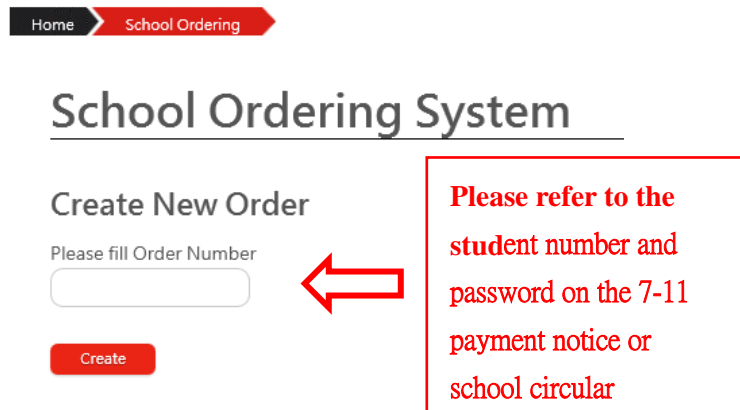 Home
School Ordering
School Ordering System
Create New Order
Please fill Order Number
Create
Please refer to the
student number and
password on the 7-11
payment notice or
school circular